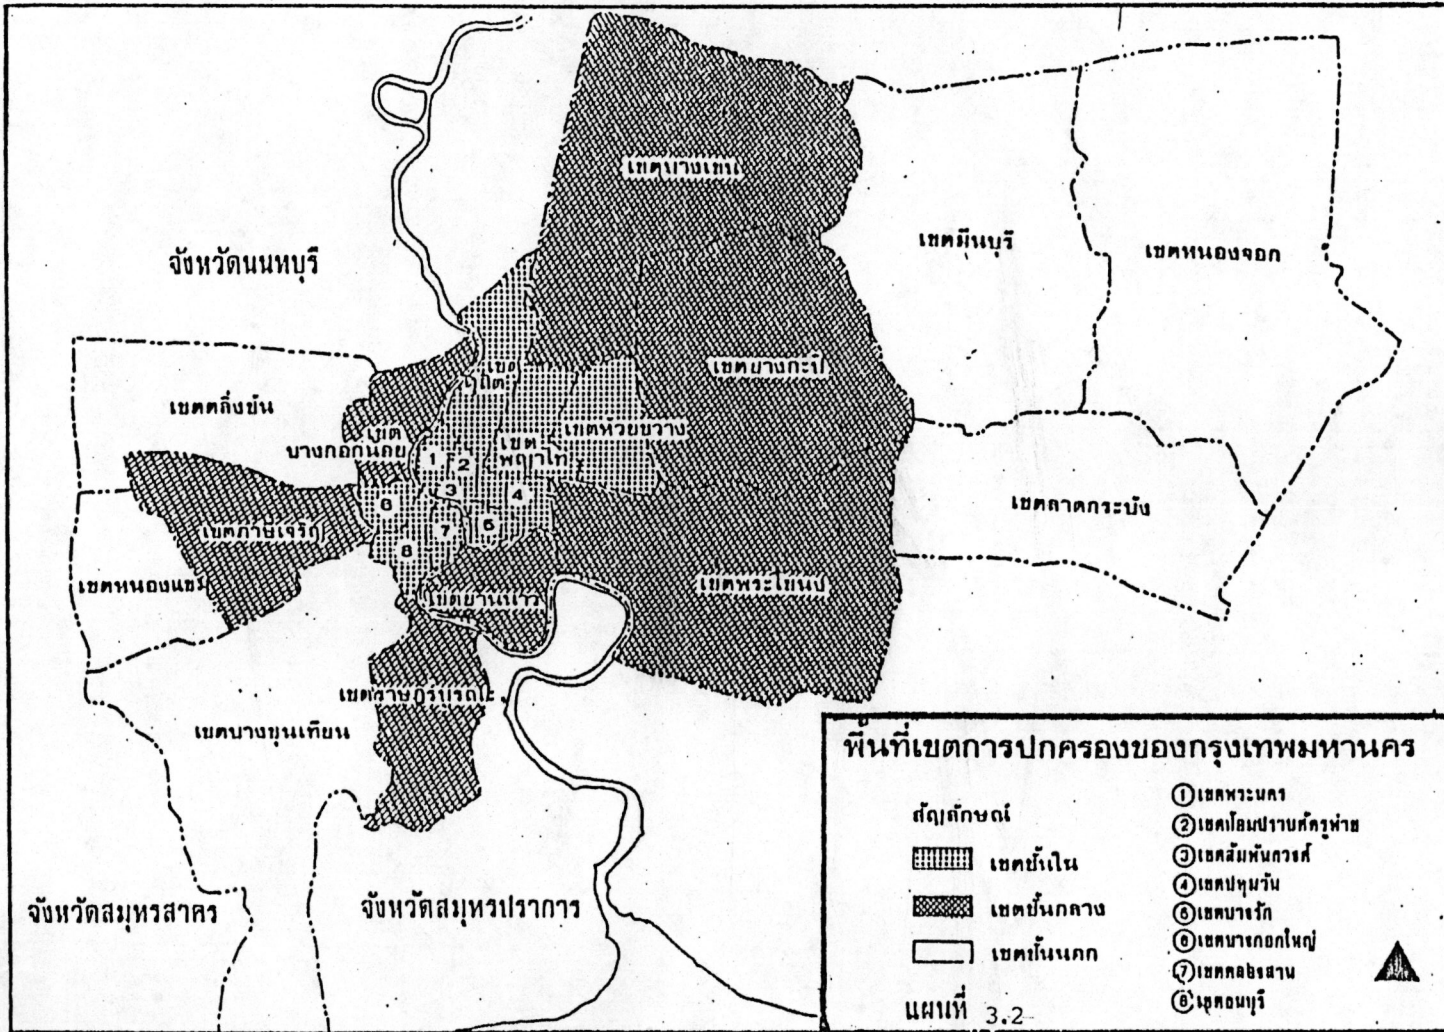 เขตบางเขน
จังหวัดนนทบุรี
เขตมีนบุรี
เขตหนองจอก
เขต
ดุสิต
เขตบางกะปิ
เขตตลิ่งชัน
เขต
บางกอกน้อย
เขต
พญาไท
เขตห้วยขวาง
1
2
3
4
5
6
7
8
เขตภาษีเจริญ
เขตลาดกระบัง
เขตหนองแขม
เขตยานนาวา
เขตพระโขนง
เขตราษฎร์บูรณะ
เขตบางขุนเทียน
จังหวัดสมุทรสาคร
จังหวัดสมุทรปราการ
พื้นที่เขตการปกครองของกรุงเทพมหานคร
สัญลักษณ์
เขตชั้นใน
เขตชั้นกลาง
เขตชั้นนอก
1 เขตพระนคร
2 เขตป้อมปราบศัตรูพ่าย
3 เขตสัมพันธวงศ์
4 เขตปทุมวัน
5 เขตบางรัก
6 เขตบางกอกใหญ่
7 เขตคลองสาน
8 เขตธนบุรี
แผนที่ 3.2